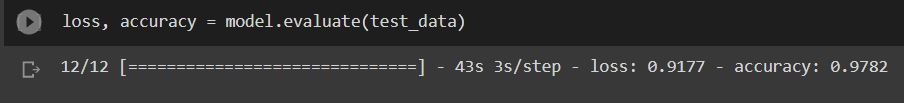 loss, accuracy = model.evaluate(test_data)
12/12 [==============================] - 43s 3s/step - loss: 0.9177 - accuracy: 0.9782